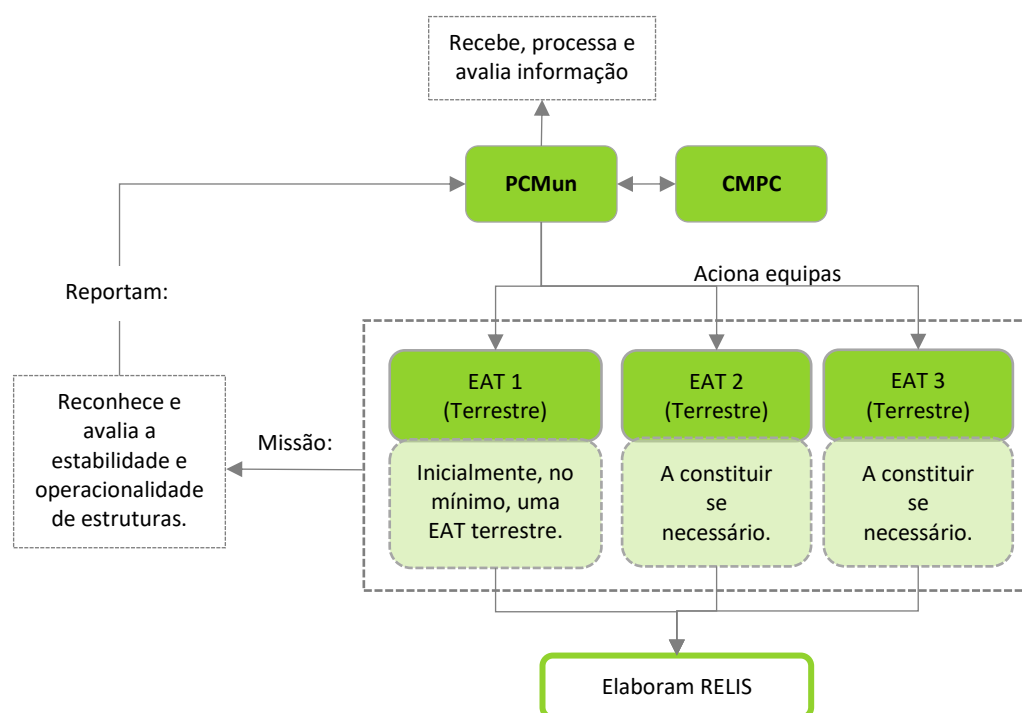 Recebe, processa e
avalia informação
PCMun
CMPC
Aciona equipas
Reportam:
EAT 1
(Terrestre)
EAT 2
(Terrestre)
EAT 3
(Terrestre)
Reconhece e
avalia a
estabilidade e
operacionalidade
de estruturas.
Missão:
Inicialmente, no
mínimo, uma
EAT terrestre.
A constituir
se
necessário.
A constituir
se
necessário.
Elaboram RELIS